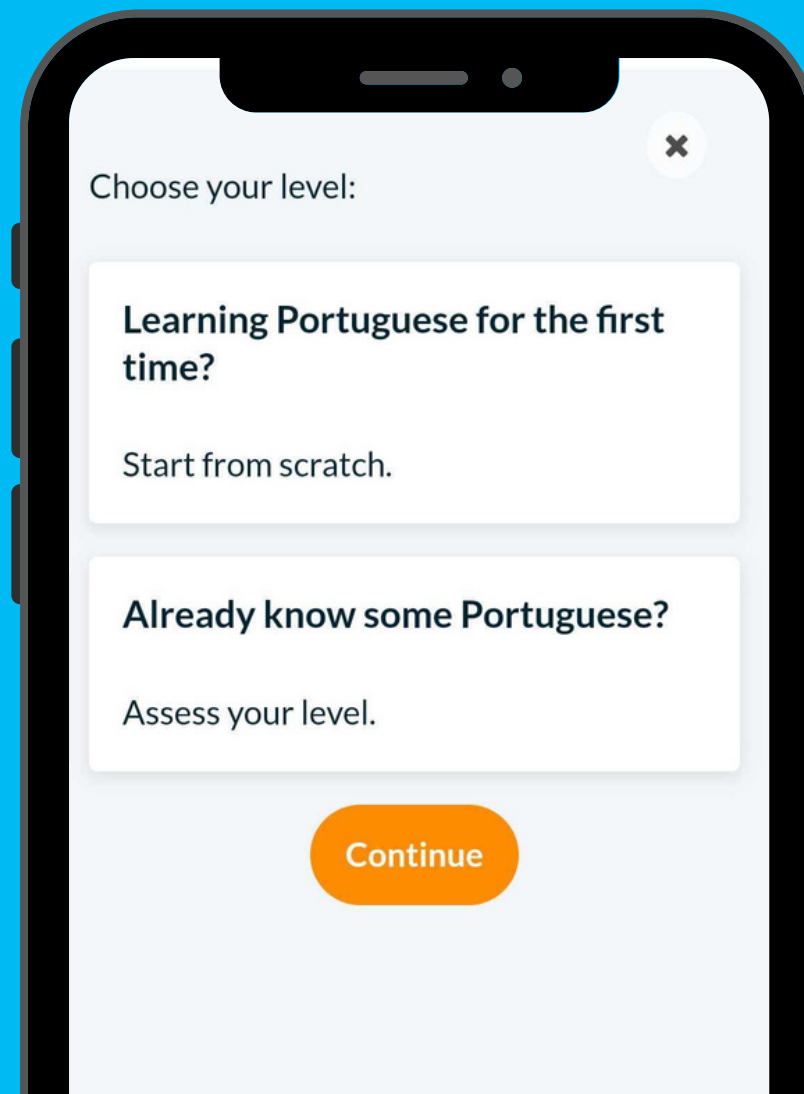 Choose your level:
Learning Portuguese for the first
time?
Start from scratch.
Already know some Portuguese?
Assess your level.
Continue